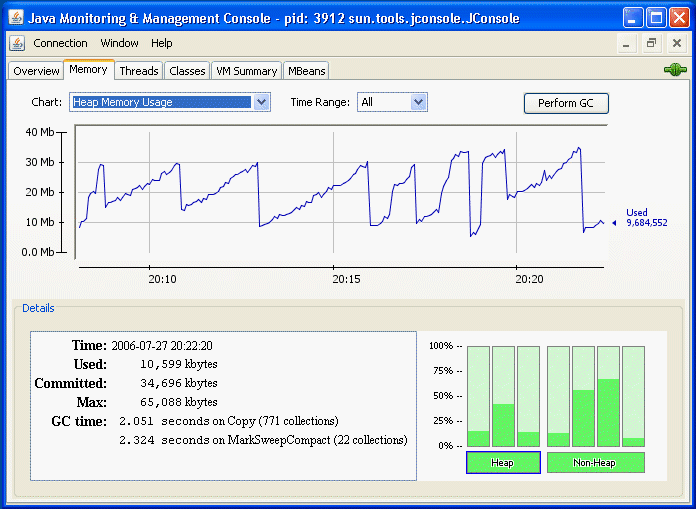 Java Monitoring & Management Console - pid: 3912 sun.tools.jconsole.JConsole
Connection Window Help
Overview Memory Threads Classes VM Summary MBeans
Chart: Heap Memory Usage Time Range: All Perform GC
40 Mb
30 Mb
20 Mb
10 Mb
0.0 Mb
Used
9,684,552
20:10 20:15 20:20
Details
Time: 2006-07-27 20:22:20
Used: 10,599 kbytes
Committed: 34,696 kbytes
Max: 65,088 kbytes
GC time: 2.051 seconds on Copy (771 collections)
2.324 seconds on MarkSweepCompact (22 collections)
100% --
75% --
50% --
25% --
0% --
Heap Non-Heap